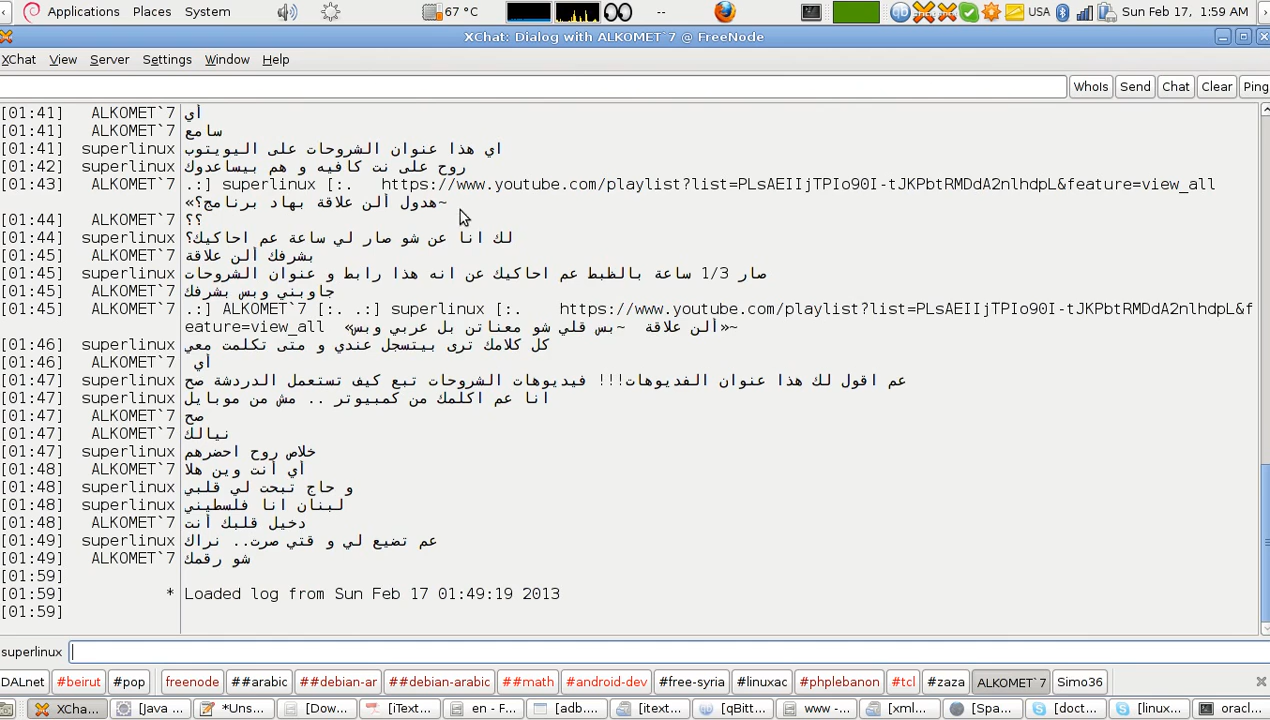 Applications Places System 67 °C -- USA Sun Feb 17, 1:59 AM
XChat: Dialog with ALKOMET`7 @ FreeNode
XChat View Server Settings Window Help
WhoIs Send Chat Clear Ping
[01:41] ALKOMET`7 أي
[01:41] ALKOMET`7 سامع
[01:41] superlinux اي هذا عنوان الشروحات على اليويتوب
[01:42] superlinux روح على نت كافيه و هم بيساعدوك
[01:43] ALKOMET`7 .:] superlinux [:. https://www.youtube.com/playlist?list=PLsAEIIjTPIo90I-tJKPbtRMDdA2nlhdpL&feature=view_all
«هدول ألن علاقة بهاد برنامج؟~
[01:44] ALKOMET`7 ؟؟
[01:44] superlinux لك انا عن شو صار لي ساعة عم احاكيك؟
[01:45] ALKOMET`7 بشرفك ألن علاقة
[01:45] superlinux صار 1/3 ساعة بالظبط عم احاكيك عن انه هذا رابط و عنوان الشروحات
[01:45] ALKOMET`7 جاوبني وبس بشرفك
[01:45] ALKOMET`7 .:] ALKOMET`7 [:. .:] superlinux [:. https://www.youtube.com/playlist?list=PLsAEIIjTPIo90I-tJKPbtRMDdA2nlhdpL&f
eature=view_all «ألن علاقة ~بس قلي شو معناتن بل عربي وبس»~
[01:46] superlinux كل كلامك ترى بيتسجل عندي و متى تكلمت معي
[01:46] ALKOMET`7 أي
[01:47] superlinux عم اقول لك هذا عنوان الفديوهات!!! فيديوهات الشروحات تبع كيف تستعمل الدردشة صح
[01:47] superlinux انا عم اكلمك من كمبيوتر .. مش من موبايل
[01:47] ALKOMET`7 صح
[01:47] ALKOMET`7 نيالك
[01:47] superlinux خلاص روح احضرهم
[01:48] ALKOMET`7 أي أنت وين هلا
[01:48] superlinux و حاج تبحت لي قلبي
[01:48] superlinux لبنان انا فلسطيني
[01:48] ALKOMET`7 دخيل قلبك أنت
[01:49] superlinux عم تضيع لي و قتي صرت.. نراك
[01:49] ALKOMET`7 شو رقمك
[01:59]
[01:59] * Loaded log from Sun Feb 17 01:49:19 2013
[01:59]
superlinux
DALnet #beirut #pop freenode ##arabic ##debian-ar ##debian-arabic ##math #android-dev #free-syria #linuxac #phplebanon #tcl #zaza ALKOMET`7 Simo36
XCha... [Java ... *Uns... [Dow... [iText... en - F... [adb.... [itext... [qBitt... www -... [xml... [Spa... [doct... [linux... oracl...